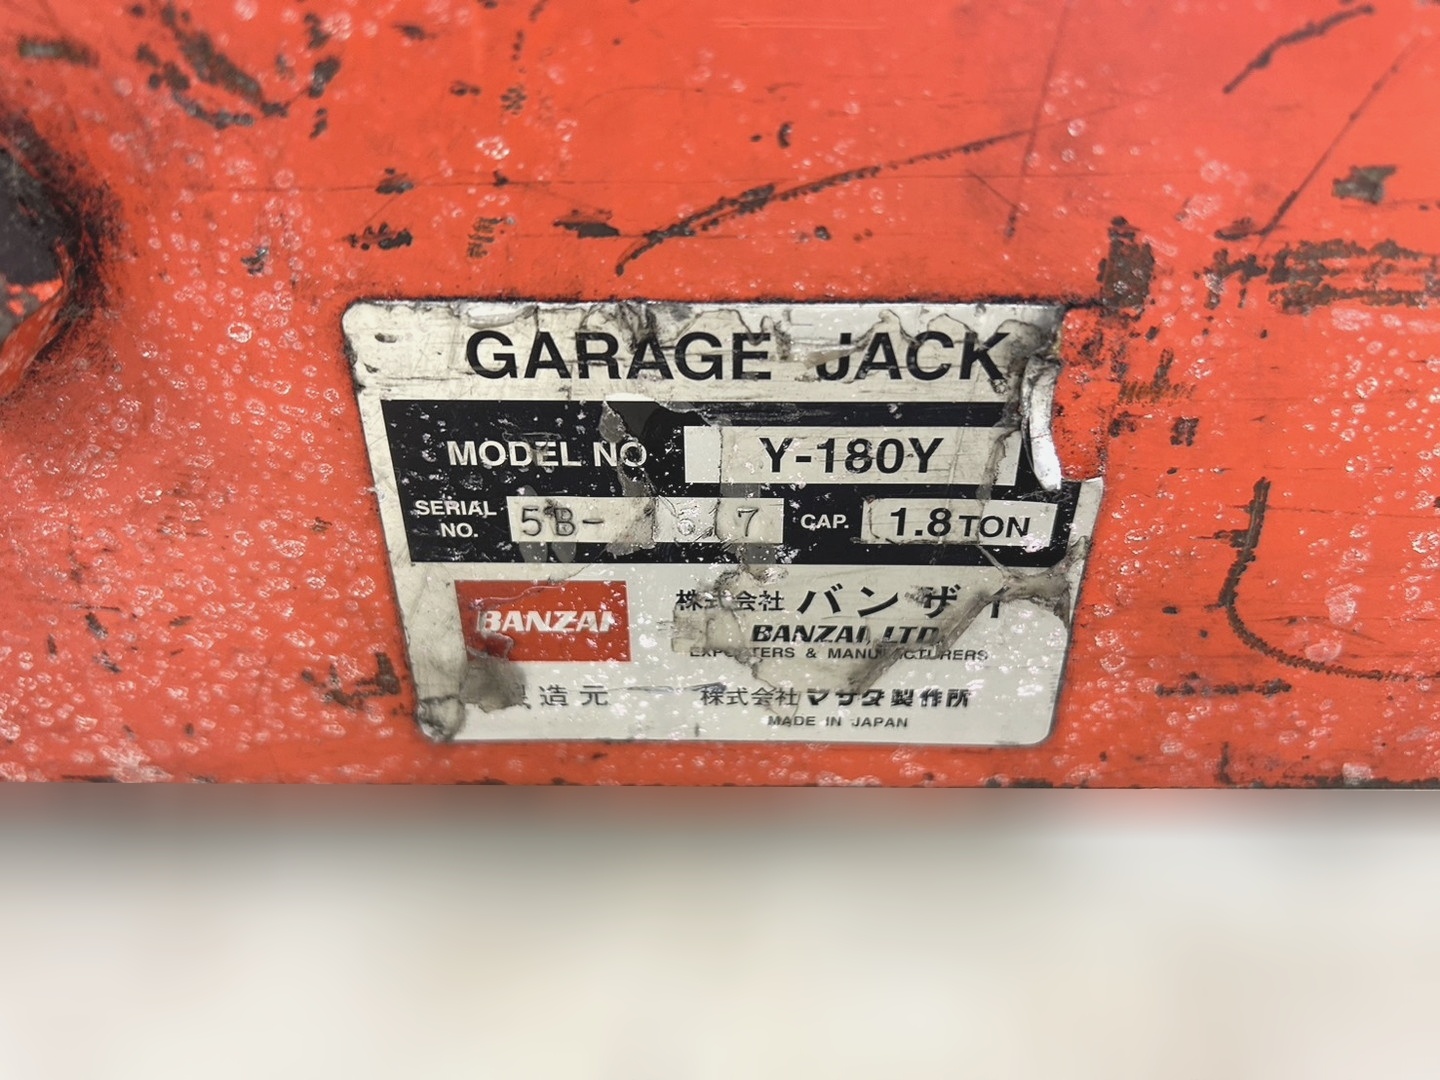 GARAGE JACK
MODEL NO Y-180Y
SERIAL NO. CAP. 1.8 TON
BANZAI 株式会社 バンザイ
BANZAI, LTD.
EXPORTERS & MANUFACTURERS
製造元 株式会社マサダ製作所
MADE IN JAPAN